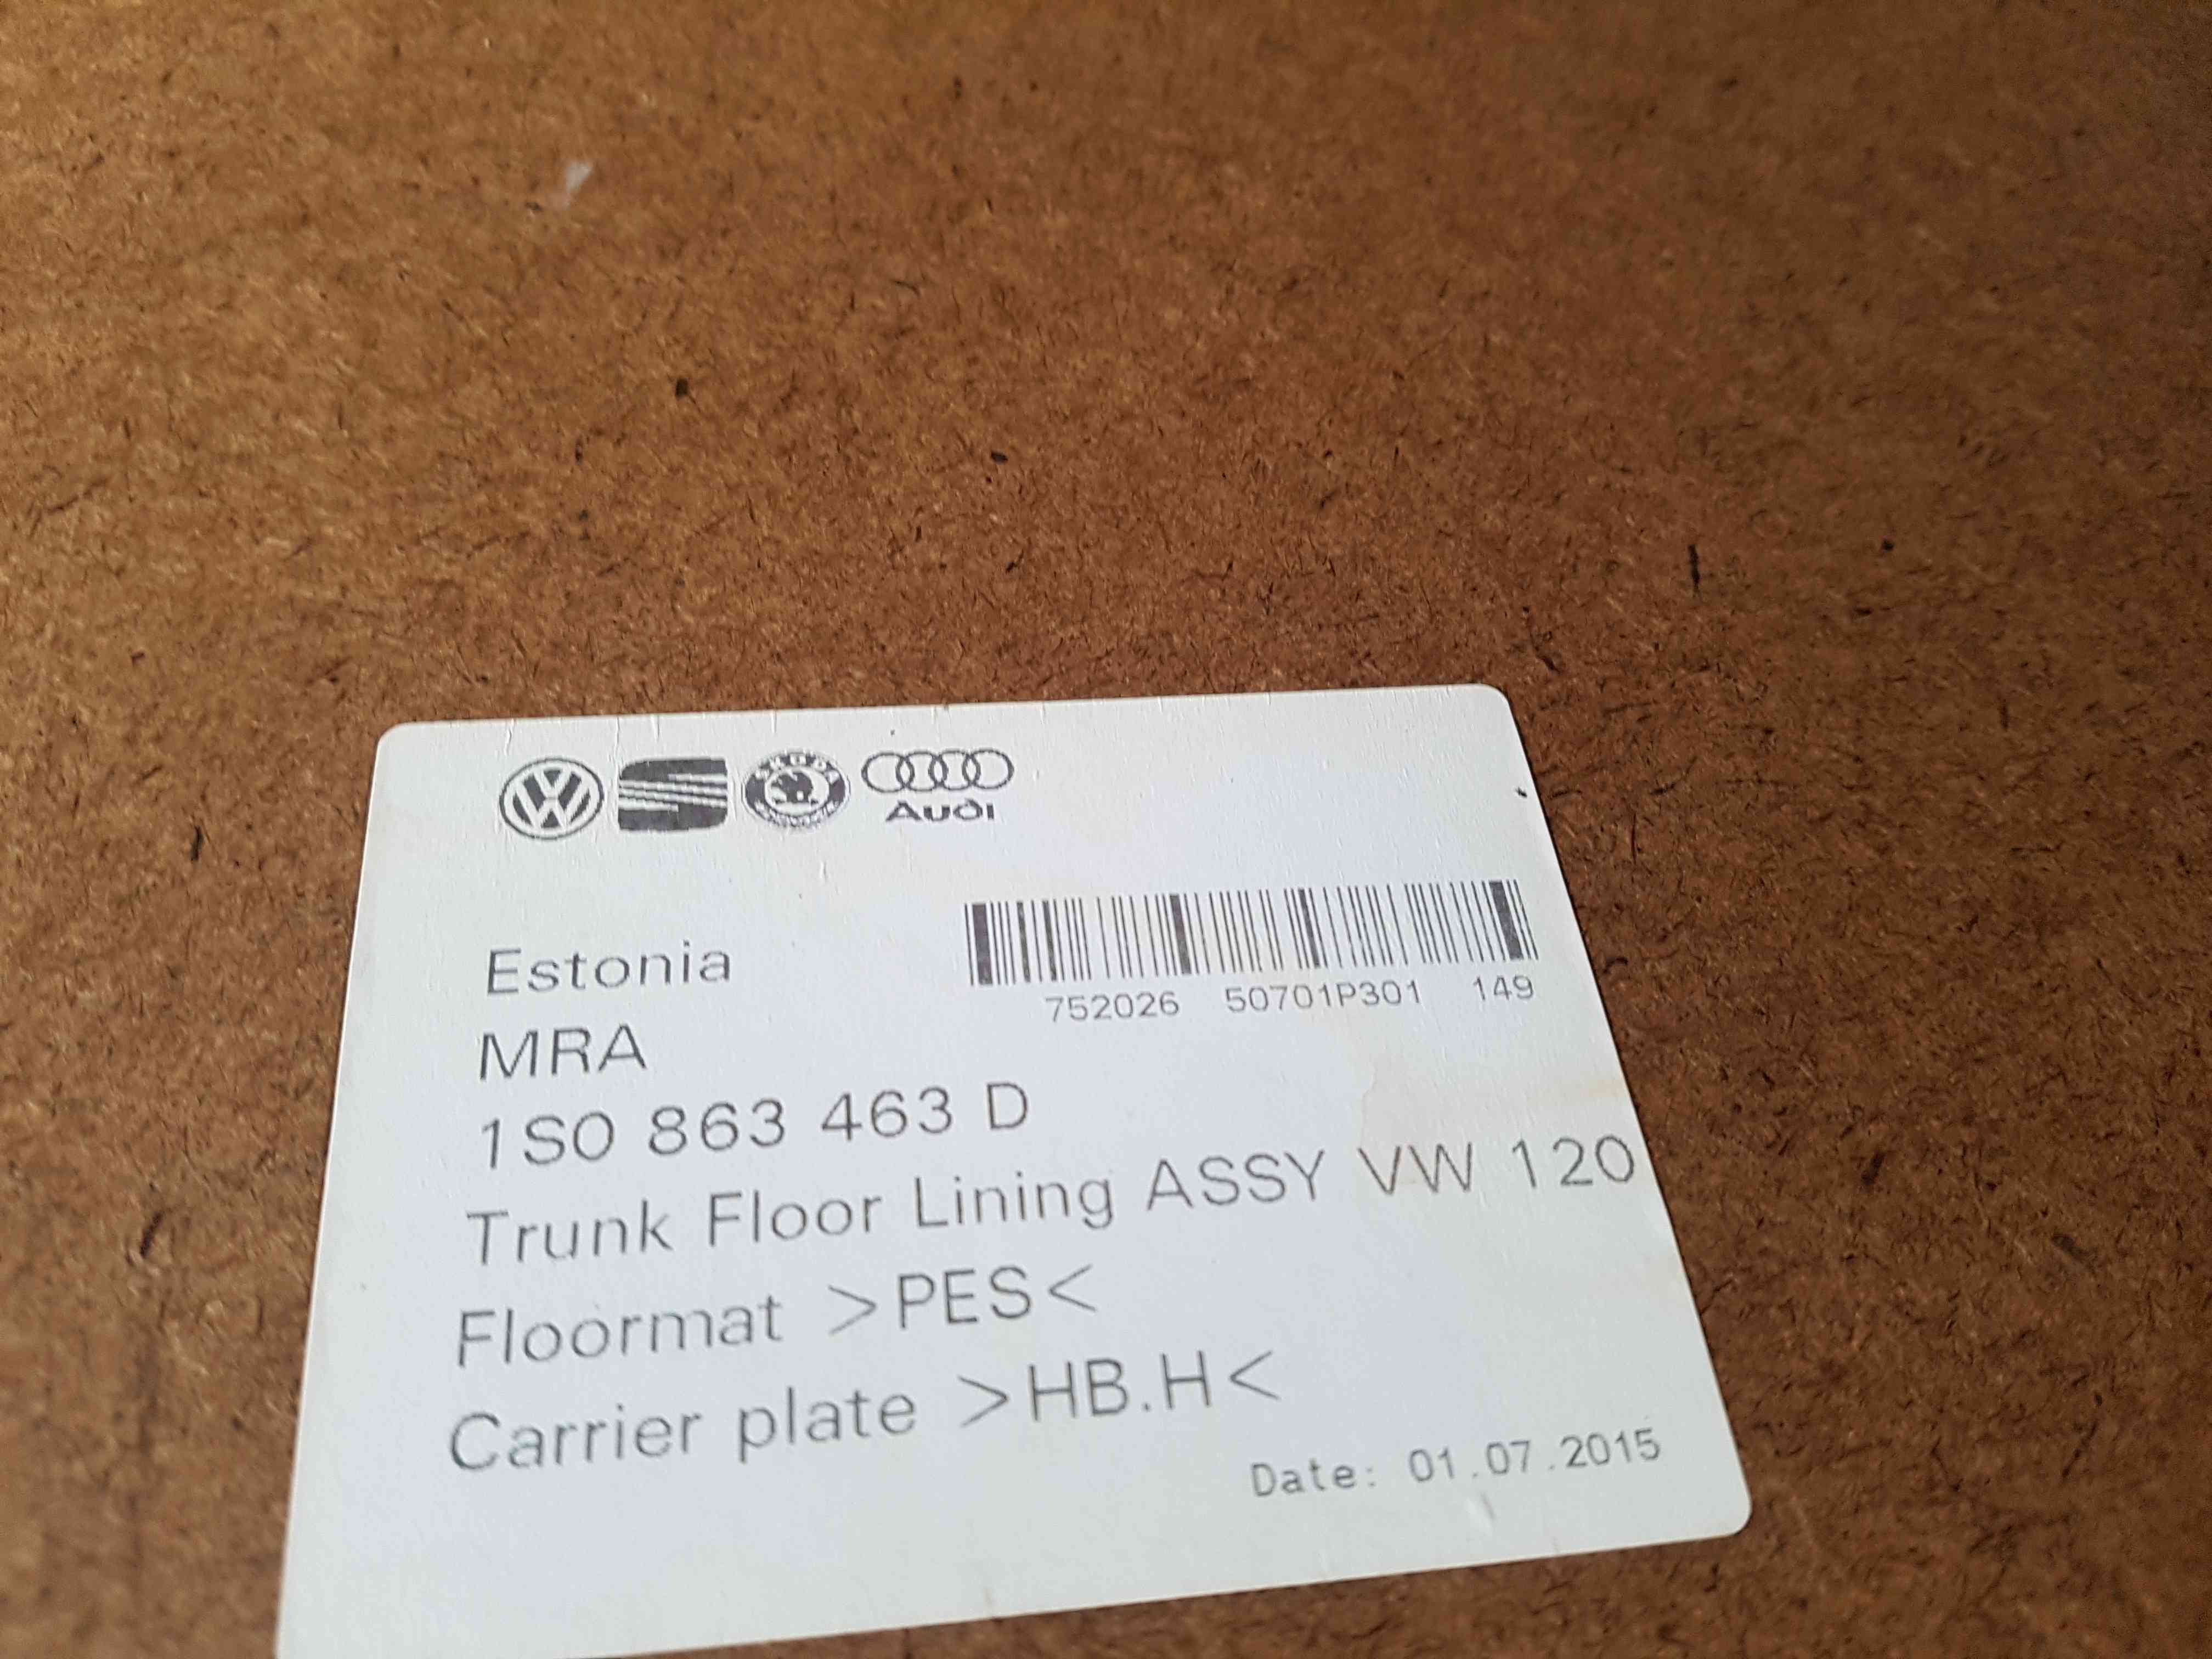 ŠKODA
Audi
752026 50701P301 149
Estonia
MRA
1S0 863 463 D
Trunk Floor Lining ASSY VW 120
Floormat >PES<
Carrier plate >HB.H<
Date: 01.07.2015